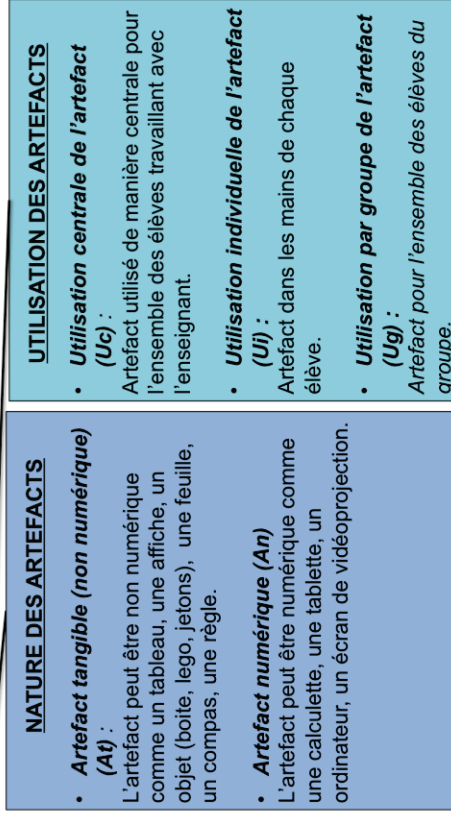 NATURE DES ARTEFACTS
• Artefact tangible (non numérique)
(At) :
L'artefact peut être non numérique
comme un tableau, une affiche, un
objet (boite, lego, jetons), une feuille,
un compas, une règle.
• Artefact numérique (An)
L'artefact peut être numérique comme
une calculette, une tablette, un
ordinateur, un écran de vidéoprojection.
UTILISATION DES ARTEFACTS
• Utilisation centrale de l'artefact
(Uc) :
Artefact utilisé de manière centrale pour
l'ensemble des élèves travaillant avec
l'enseignant.
• Utilisation individuelle de l'artefact
(Ui) :
Artefact dans les mains de chaque
élève.
• Utilisation par groupe de l'artefact
(Ug) :
Artefact pour l'ensemble des élèves du
groupe.